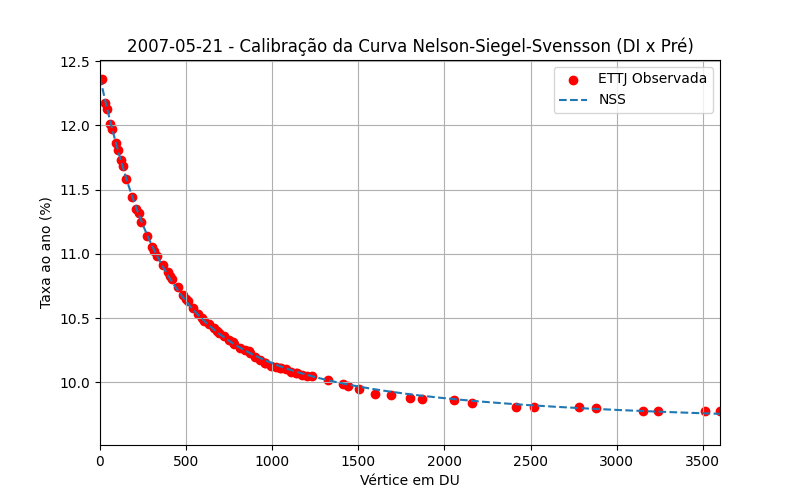 2007-05-21 - Calibração da Curva Nelson-Siegel-Svensson (DI x Pré)
12.5
12.0
11.5
11.0
10.5
10.0
Taxa ao ano (%)
ETTJ Observada
NSS
0 500 1000 1500 2000 2500 3000 3500
Vértice em DU